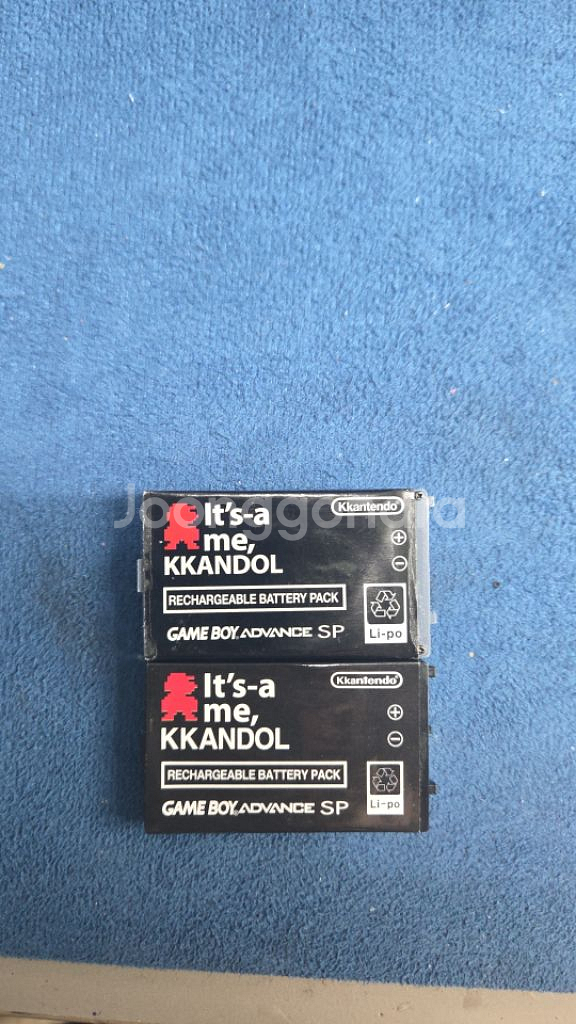 Joonggonara
It's-a
me,
KKANDOL
Kkantendo
+
−
RECHARGEABLE BATTERY PACK
GAME BOY ADVANCE SP
Li-po
It's-a
me,
KKANDOL
Kkantendo
+
−
RECHARGEABLE BATTERY PACK
GAME BOY ADVANCE SP
Li-po